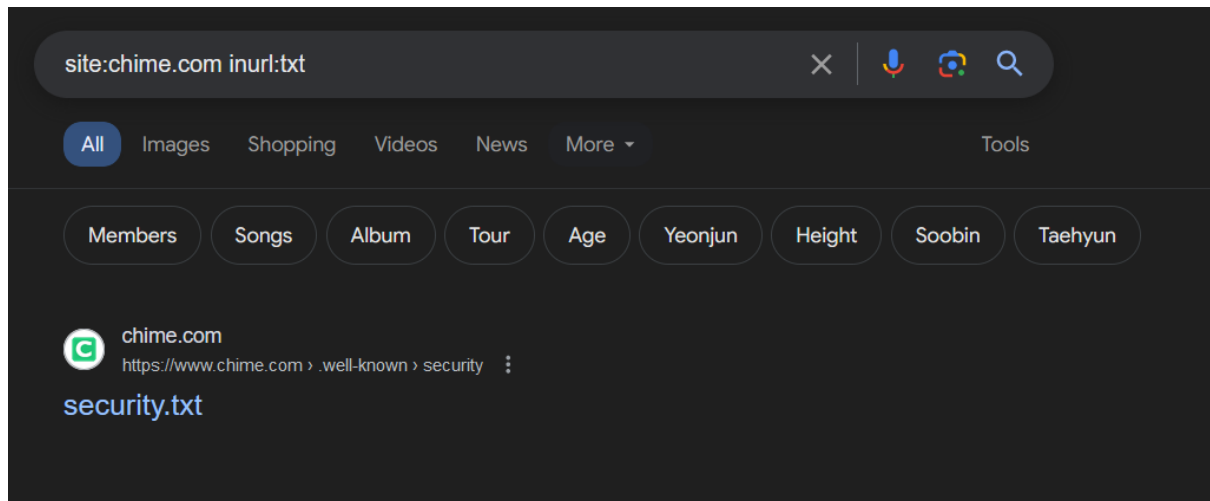 site:chime.com inurl:txt
All Images Shopping Videos News More Tools
Members Songs Album Tour Age Yeonjun Height Soobin Taehyun
chime.com
https://www.chime.com › .well-known › security
security.txt